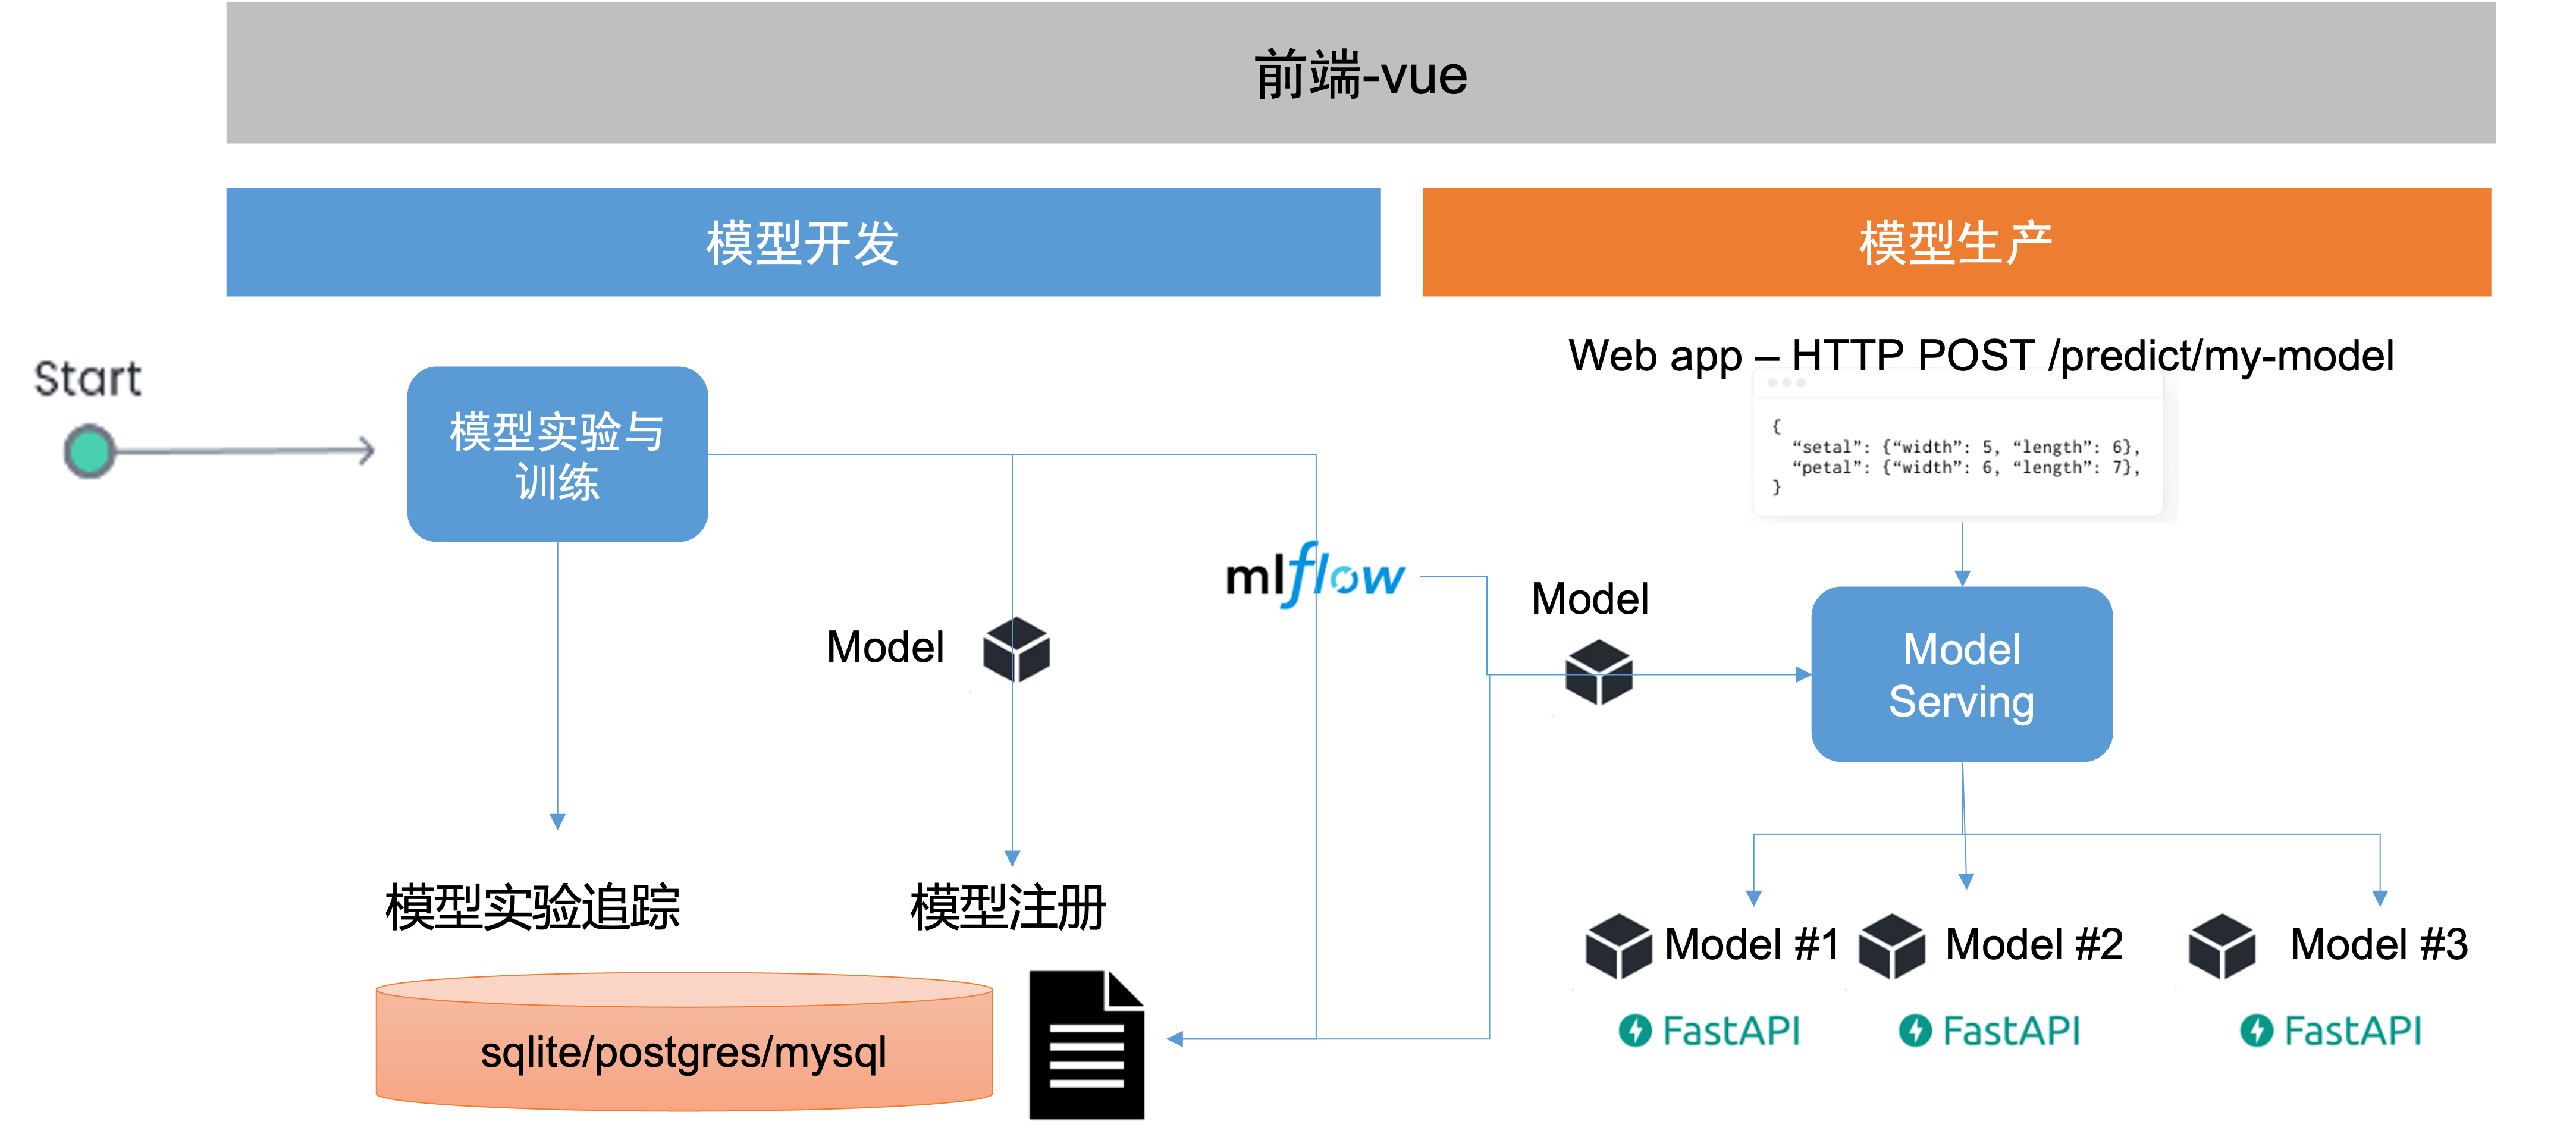 前端-vue
模型开发
模型生产
Start
模型实验与
训练
Web app – HTTP POST /predict/my-model
{
“setal”: {“width”: 5, “length”: 6},
“petal”: {“width”: 6, “length”: 7},
}
mlflow
Model
Model
Model
Serving
模型实验追踪
模型注册
Model #1
Model #2
Model #3
sqlite/postgres/mysql
FastAPI
FastAPI
FastAPI